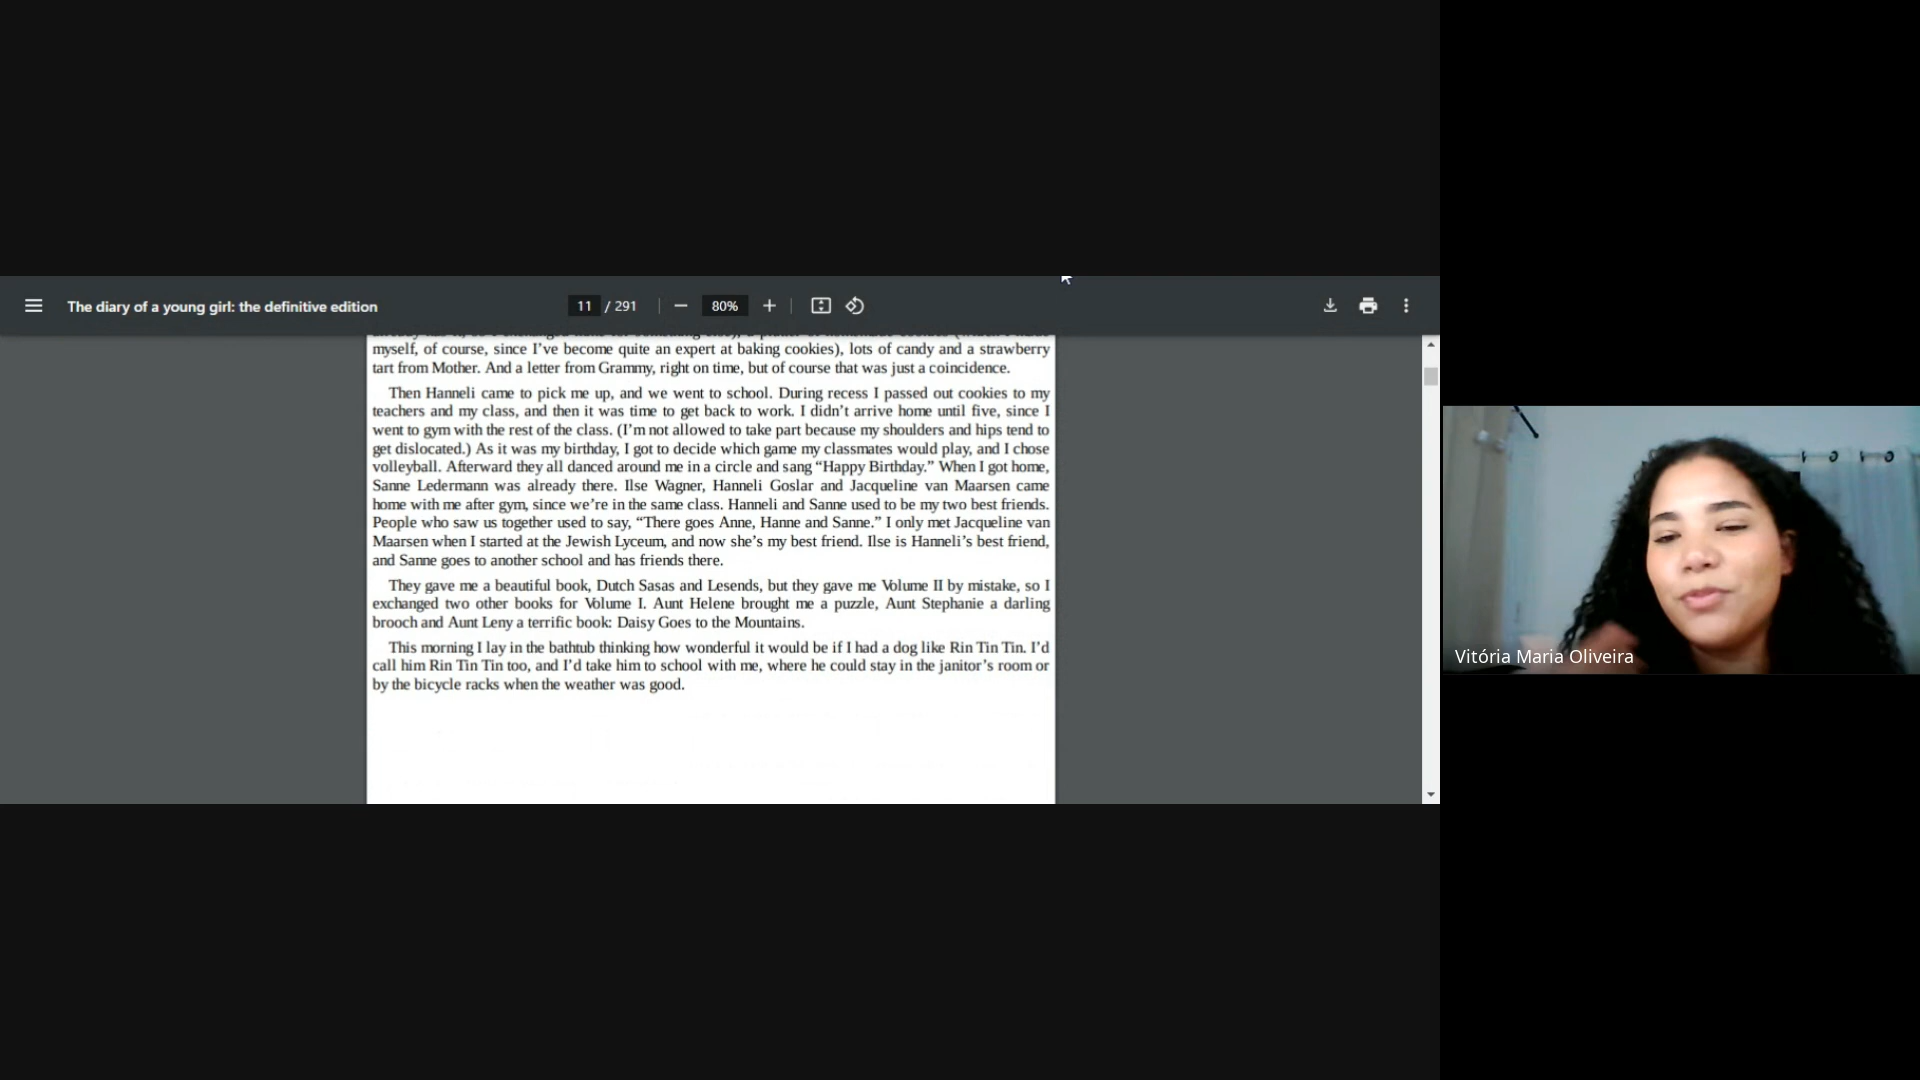 The diary of a young girl: the definitive edition
11 / 291
80%
myself, of course, since I’ve become quite an expert at baking cookies), lots of candy and a strawberry
tart from Mother. And a letter from Grammy, right on time, but of course that was just a coincidence.
Then Hanneli came to pick me up, and we went to school. During recess I passed out cookies to my
teachers and my class, and then it was time to get back to work. I didn’t arrive home until five, since I
went to gym with the rest of the class. (I’m not allowed to take part because my shoulders and hips tend to
get dislocated.) As it was my birthday, I got to decide which game my classmates would play, and I chose
volleyball. Afterward they all danced around me in a circle and sang “Happy Birthday.” When I got home,
Sanne Ledermann was already there. Ilse Wagner, Hanneli Goslar and Jacqueline van Maarsen came
home with me after gym, since we’re in the same class. Hanneli and Sanne used to be my two best friends.
People who saw us together used to say, “There goes Anne, Hanne and Sanne.” I only met Jacqueline van
Maarsen when I started at the Jewish Lyceum, and now she’s my best friend. Ilse is Hanneli’s best friend,
and Sanne goes to another school and has friends there.
They gave me a beautiful book, Dutch Sasas and Lesends, but they gave me Volume II by mistake, so I
exchanged two other books for Volume I. Aunt Helene brought me a puzzle, Aunt Stephanie a darling
brooch and Aunt Leny a terrific book: Daisy Goes to the Mountains.
This morning I lay in the bathtub thinking how wonderful it would be if I had a dog like Rin Tin Tin. I’d
call him Rin Tin Tin too, and I’d take him to school with me, where he could stay in the janitor’s room or
by the bicycle racks when the weather was good.
Vitória Maria Oliveira